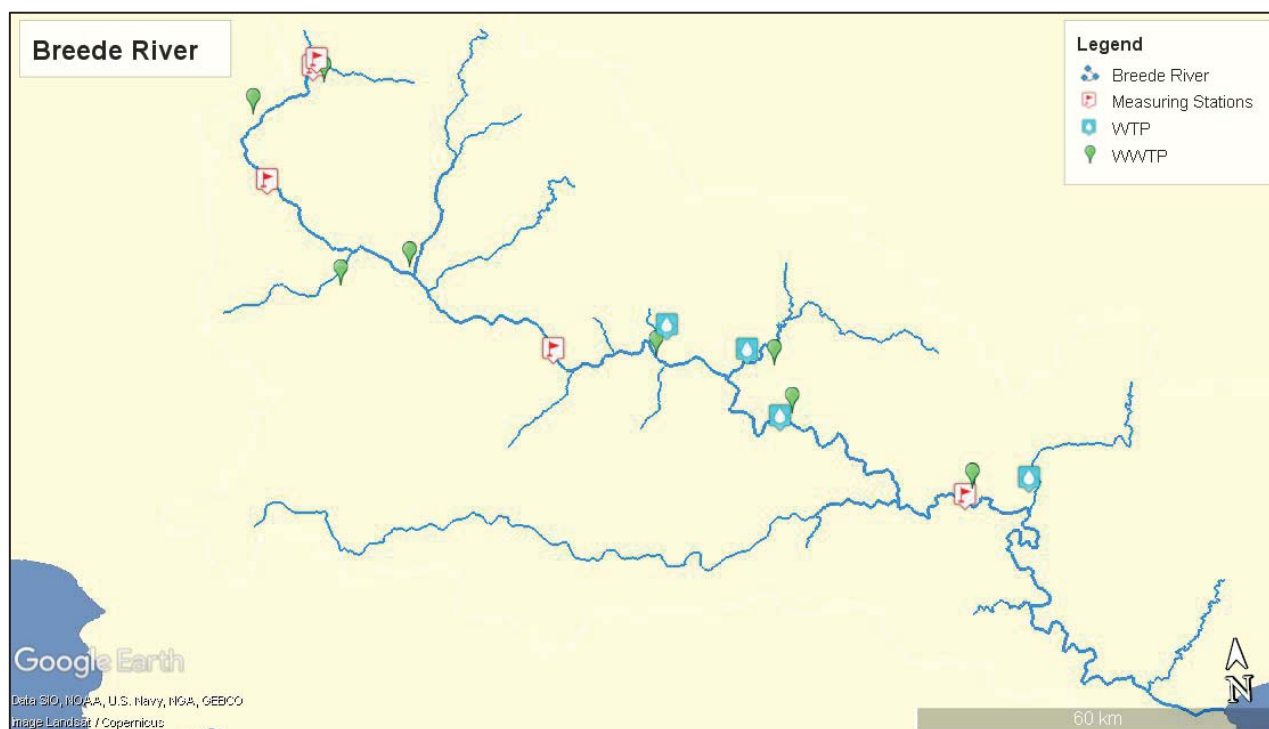 Breede River
Legend
Breede River
Measuring Stations
WTP
WWTP
Google Earth
Data SIO, NOAA, U.S. Navy, NGA, GEBCO
Image Landsat / Copernicus
60 km
N